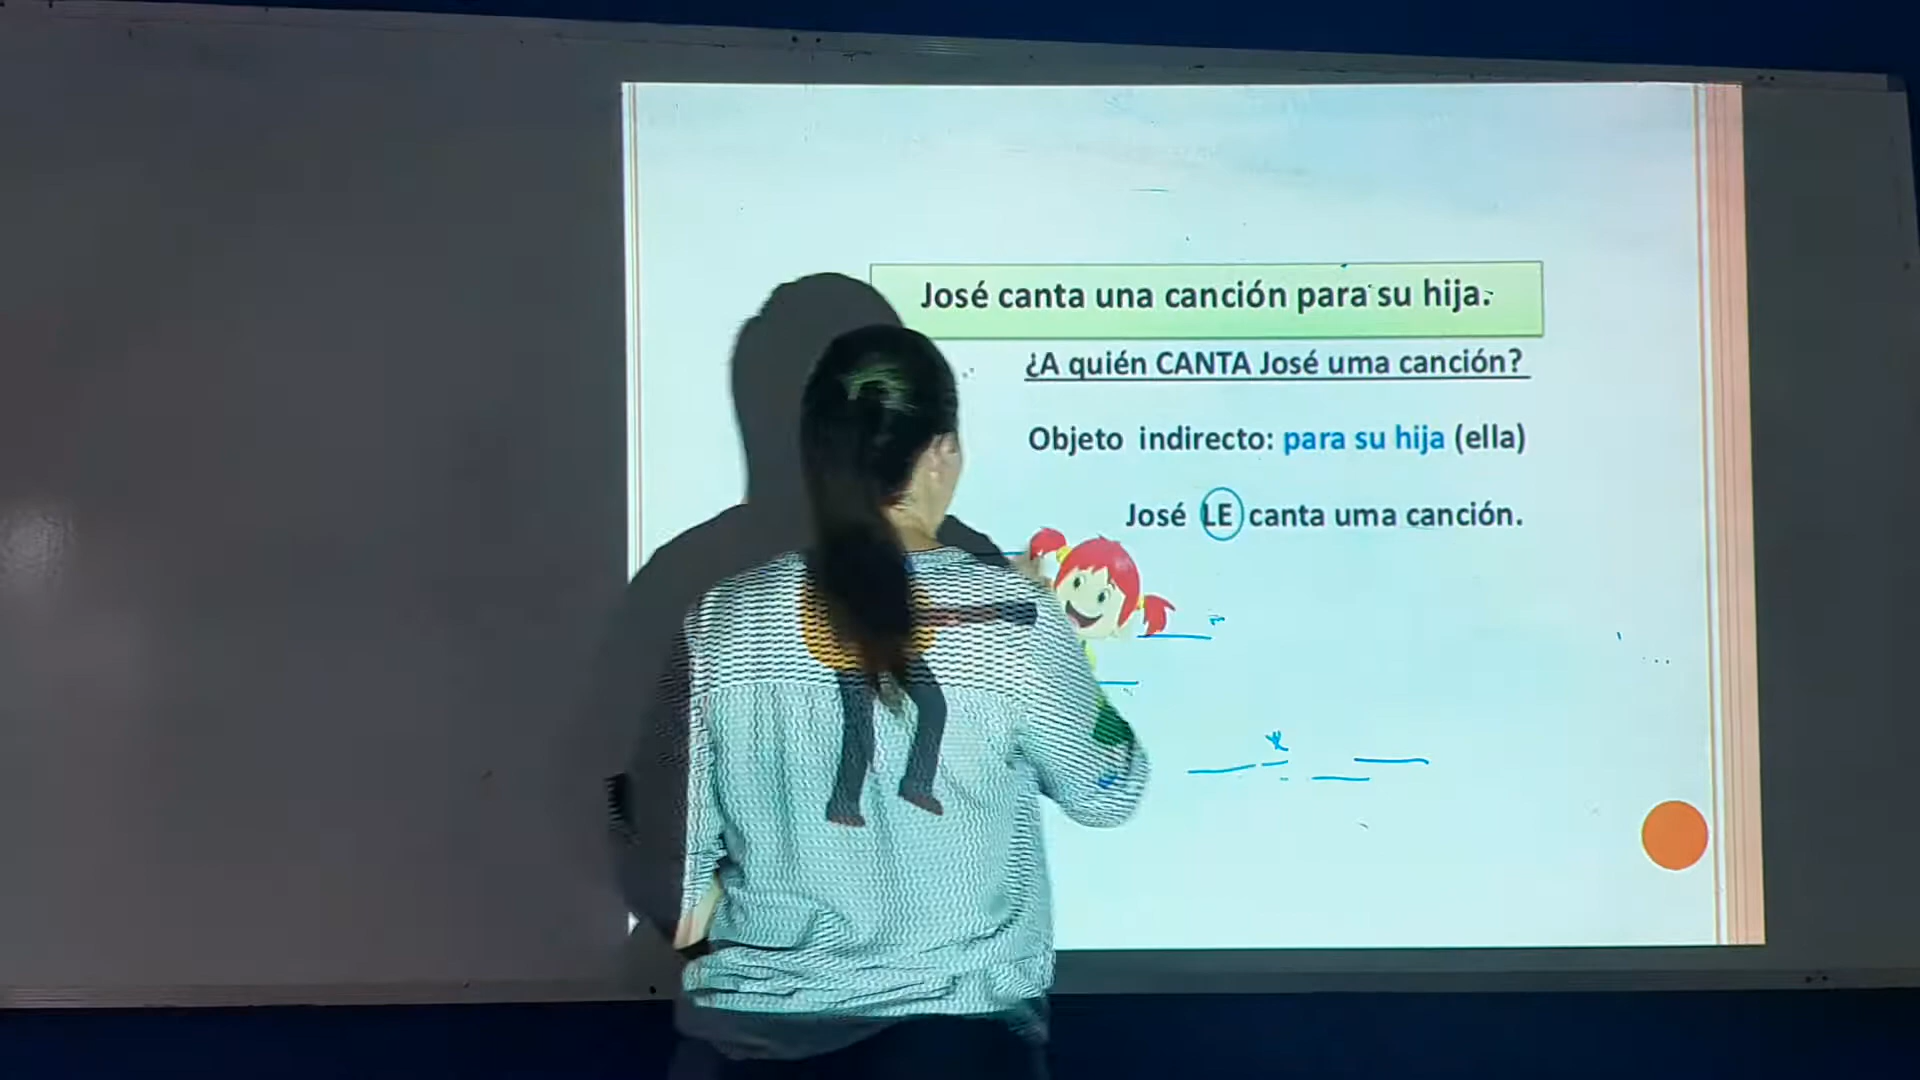 José canta una canción para su hija.
¿A quién CANTA José uma canción?
Objeto indirecto: para su hija (ella)
José LE canta uma canción.